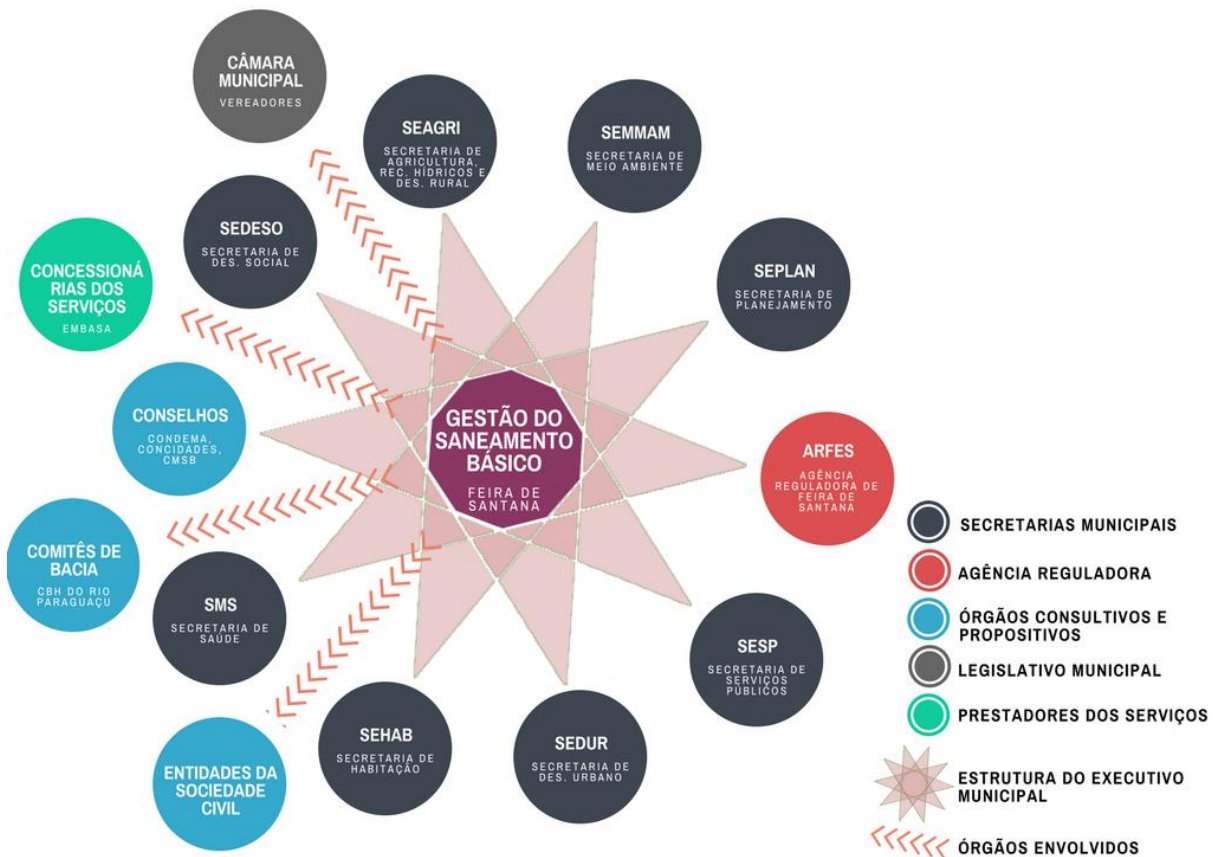 CÂMARA
MUNICIPAL
VEREADORES
SEAGRI
SECRETARIA DE
AGRICULTURA,
REC. HÍDRICOS E
DES. RURAL
SEMMAM
SECRETARIA DE
MEIO AMBIENTE
SEDESO
SECRETARIA DE
DES. SOCIAL
SEPLAN
SECRETARIA DE
PLANEJAMENTO
CONCESSIONÁ
RIAS DOS
SERVIÇOS
EMBASA
CONSELHOS
CONDEMA,
CONCIDADES,
CMSB
GESTÃO DO
SANEAMENTO
BÁSICO
FEIRA DE
SANTANA
ARFES
AGÊNCIA
REGULADORA DE
FEIRA DE
SANTANA
COMITÊS DE
BACIA
CBH DO RIO
PARAGUAÇU
SMS
SECRETARIA DE
SAÚDE
SESP
SECRETARIA DE
SERVIÇOS
PÚBLICOS
ENTIDADES DA
SOCIEDADE
CIVIL
SEHAB
SECRETARIA DE
HABITAÇÃO
SEDUR
SECRETARIA DE
DES. URBANO
SECRETARIAS MUNICIPAIS
AGÊNCIA REGULADORA
ÓRGÃOS CONSULTIVOS E
PROPOSITIVOS
LEGISLATIVO MUNICIPAL
PRESTADORES DOS SERVIÇOS
ESTRUTURA DO EXECUTIVO
MUNICIPAL
ÓRGÃOS ENVOLVIDOS